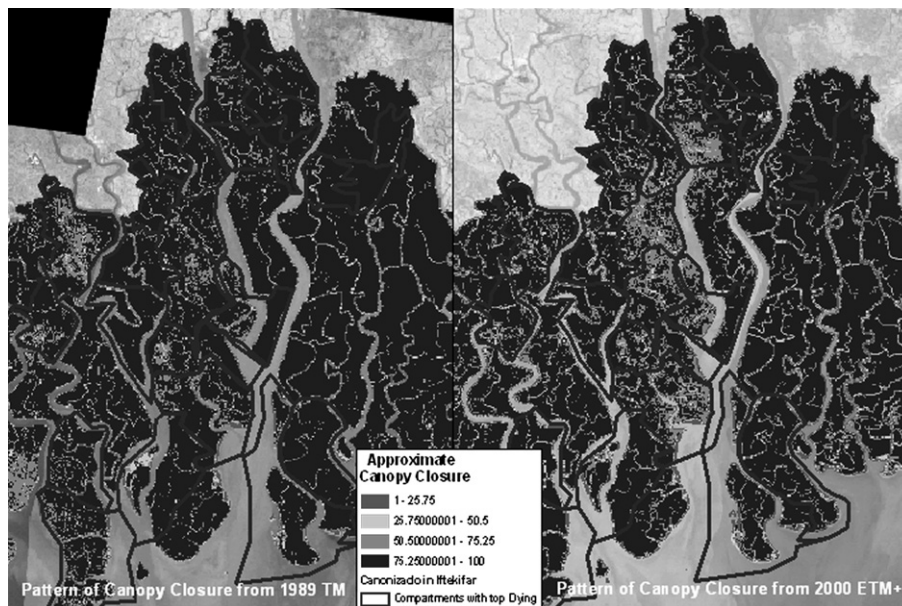 Approximate
Canopy Closure
1 - 25.75
25.75000001 - 50.5
50.50000001 - 75.25
75.25000001 - 100
Canonizado in Iftekifar
Compartments with top Dying
Pattern of Canopy Closure from 1989 TM
Pattern of Canopy Closure from 2000 ETM+